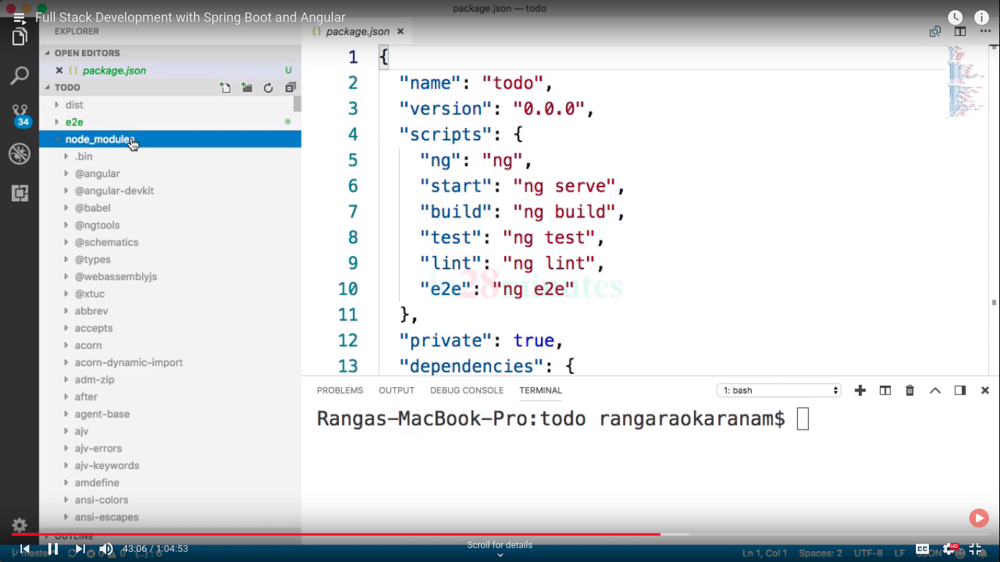 package.json — todo
Full Stack Development with Spring Boot and Angular
EXPLORER
OPEN EDITORS
{} package.json U
TODO
dist
e2e
node_modules
.bin
@angular
@angular-devkit
@babel
@ngtools
@schematics
@types
@webassemblyjs
@xtuc
abbrev
accepts
acorn
acorn-dynamic-import
adm-zip
after
agent-base
ajv
ajv-errors
ajv-keywords
amdefine
ansi-colors
ansi-escapes
OUTLINE
34
{} package.json
1 {
2 "name": "todo",
3 "version": "0.0.0",
4 "scripts": {
5 "ng": "ng",
6 "start": "ng serve",
7 "build": "ng build",
8 "test": "ng test",
9 "lint": "ng lint",
10 "e2e": "ng e2e"
11 },
12 "private": true,
13 "dependencies": {
in28minutes
PROBLEMS OUTPUT DEBUG CONSOLE TERMINAL 1: bash
Rangas-MacBook-Pro:todo rangaraokaranam$
43:06 / 1:04:53
Scroll for details
CC HD
Ln 1, Col 1 Spaces: 2 UTF-8 LF JSON